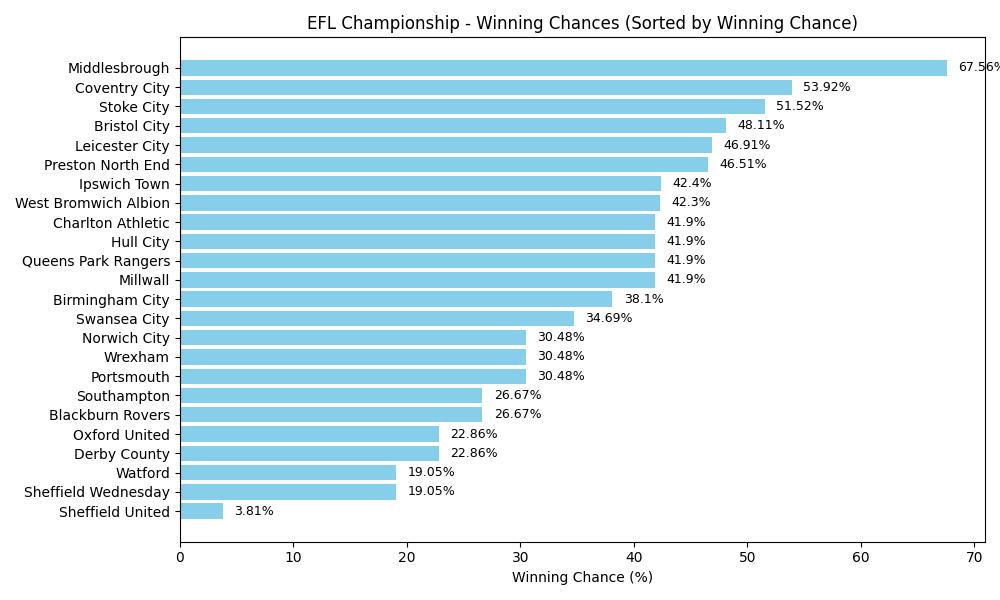 EFL Championship - Winning Chances (Sorted by Winning Chance)
Middlesbrough 67.56%
Coventry City 53.92%
Stoke City 51.52%
Bristol City 48.11%
Leicester City 46.91%
Preston North End 46.51%
Ipswich Town 42.4%
West Bromwich Albion 42.3%
Charlton Athletic 41.9%
Hull City 41.9%
Queens Park Rangers 41.9%
Millwall 41.9%
Birmingham City 38.1%
Swansea City 34.69%
Norwich City 30.48%
Wrexham 30.48%
Portsmouth 30.48%
Southampton 26.67%
Blackburn Rovers 26.67%
Oxford United 22.86%
Derby County 22.86%
Watford 19.05%
Sheffield Wednesday 19.05%
Sheffield United 3.81%
0 10 20 30 40 50 60 70
Winning Chance (%)